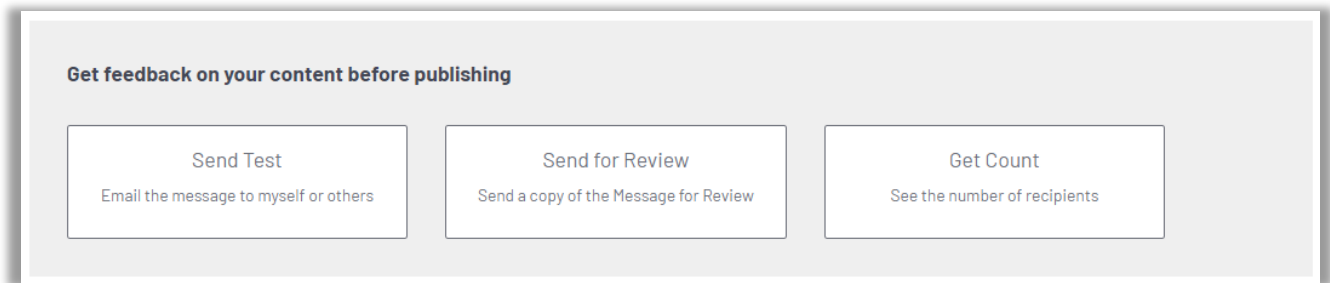 Get feedback on your content before publishing
Send Test
Email the message to myself or others
Send for Review
Send a copy of the Message for Review
Get Count
See the number of recipients